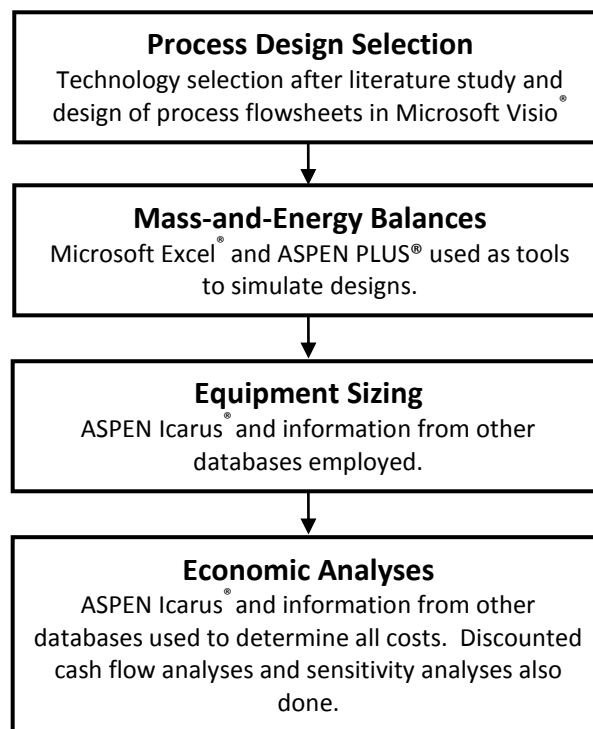 Process Design Selection
Technology selection after literature study and
design of process flowsheets in Microsoft Visio®
Mass-and-Energy Balances
Microsoft Excel® and ASPEN PLUS® used as tools
to simulate designs.
Equipment Sizing
ASPEN Icarus® and information from other
databases employed.
Economic Analyses
ASPEN Icarus® and information from other
databases used to determine all costs.  Discounted
cash flow analyses and sensitivity analyses also
done.